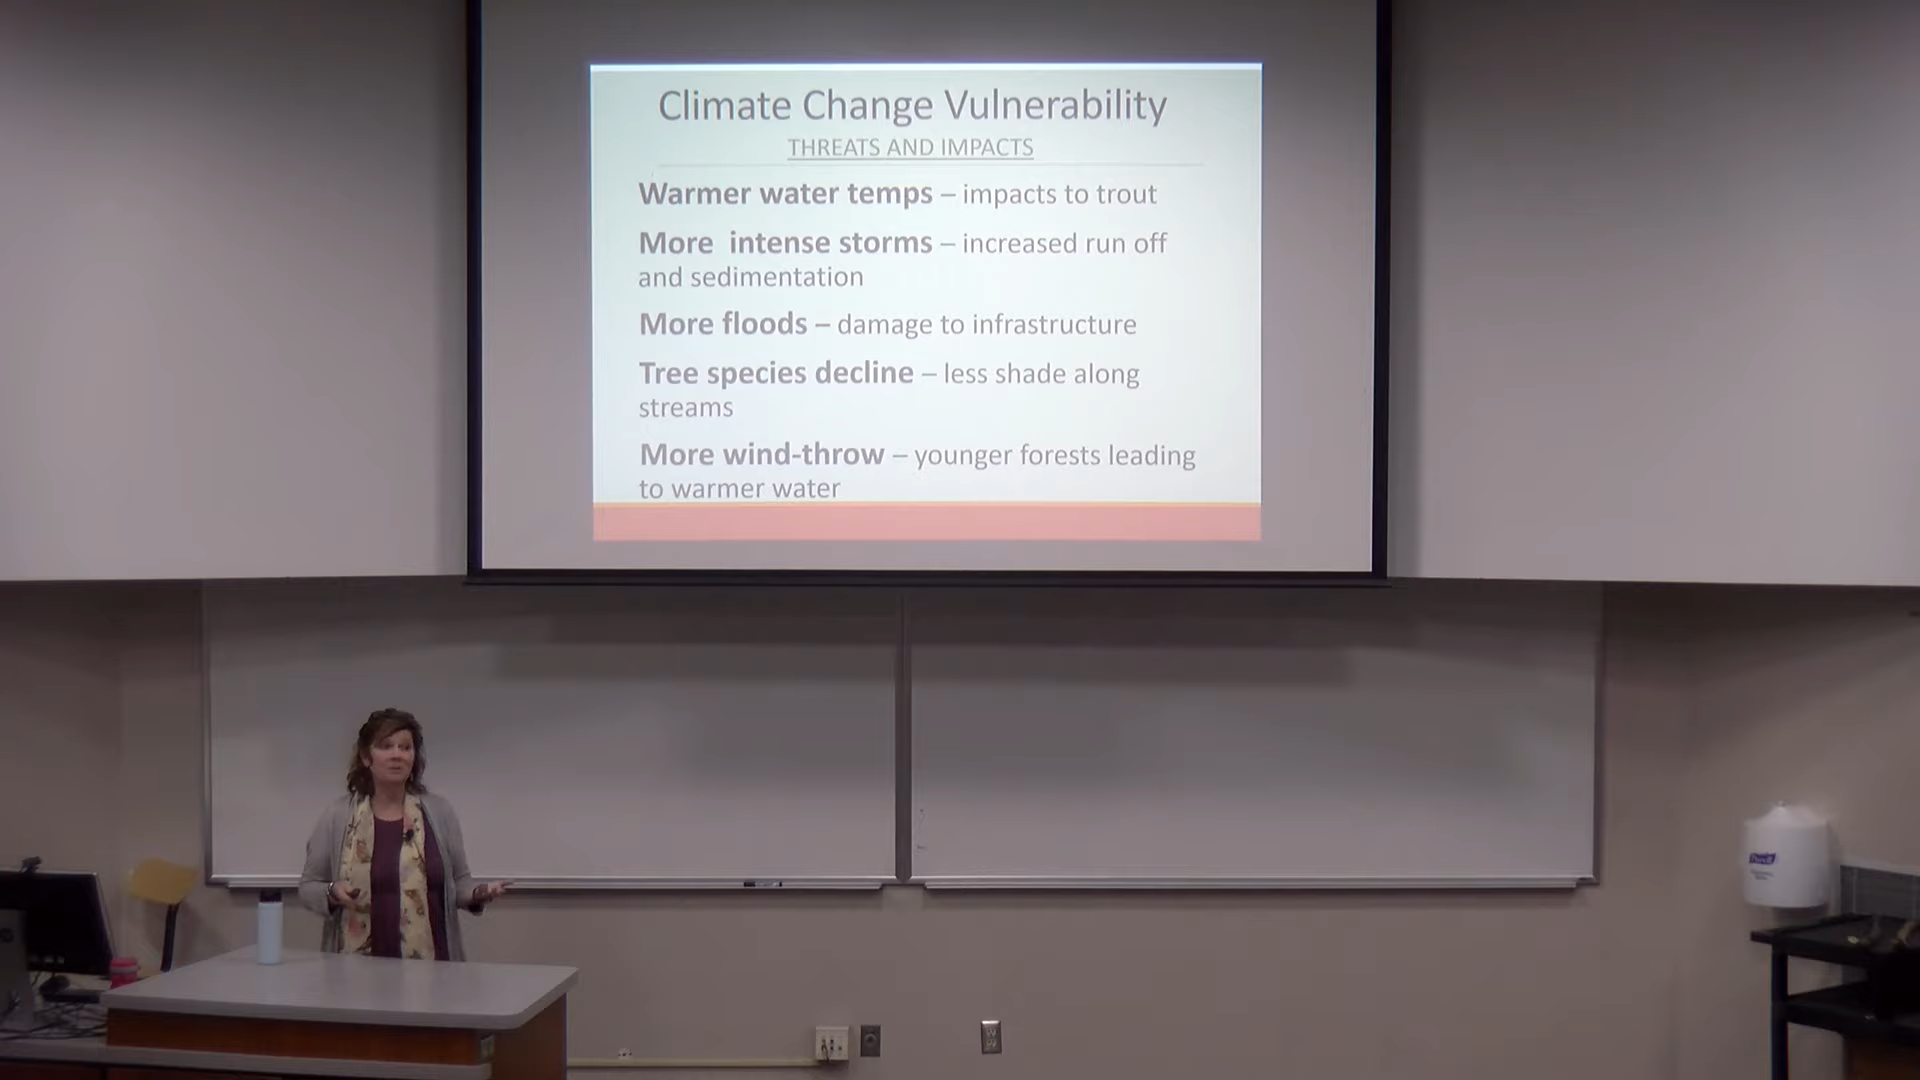 Climate Change Vulnerability
THREATS AND IMPACTS
Warmer water temps – impacts to trout
More intense storms – increased run off
and sedimentation
More floods – damage to infrastructure
Tree species decline – less shade along
streams
More wind-throw – younger forests leading
to warmer water